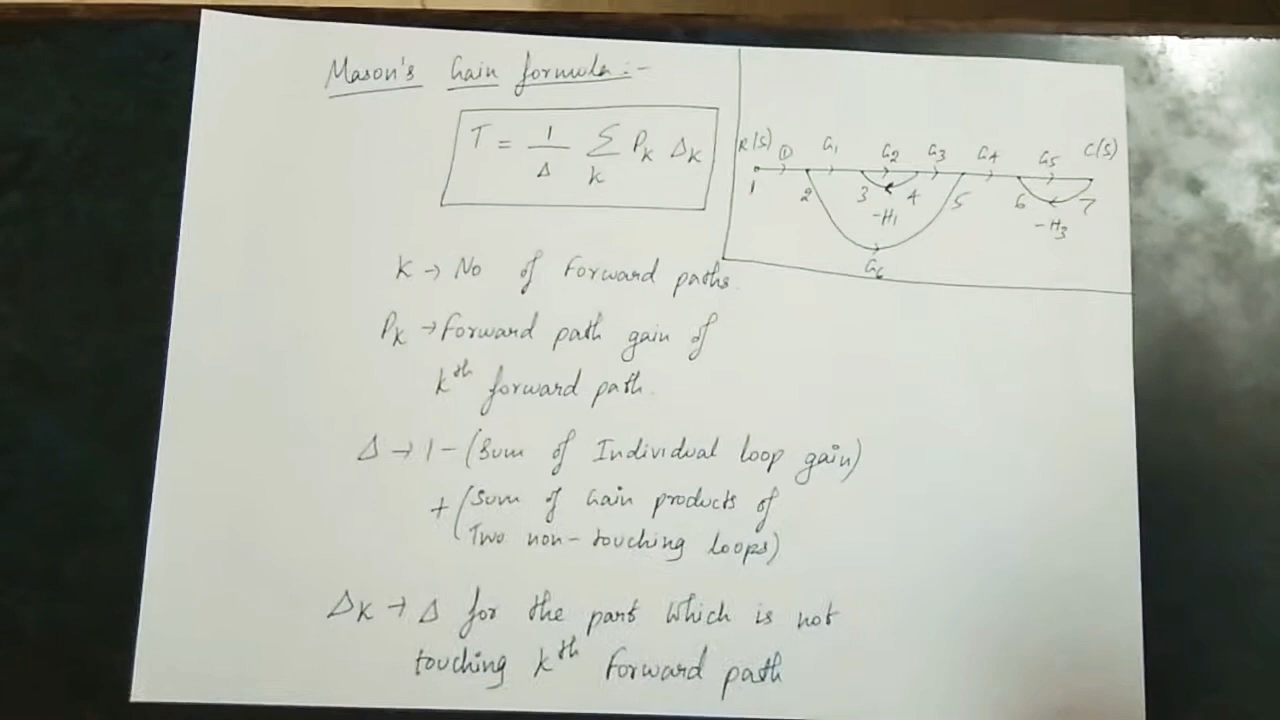 Mason's Gain formula:-
T = 1/Δ Σ_K P_K Δ_K
R(S) ① G1 G2 G3 G4 G5 C(S)
1 2 3 4 5 6 7
-H1 -H3
G6
K → No of Forward paths.
P_K → Forward path gain of
K^th forward path.
Δ → 1 - (Sum of Individual loop gain)
+ (Sum of Gain products of
Two non-touching loops)
Δ_K → Δ for the part which is not
touching K^th Forward path